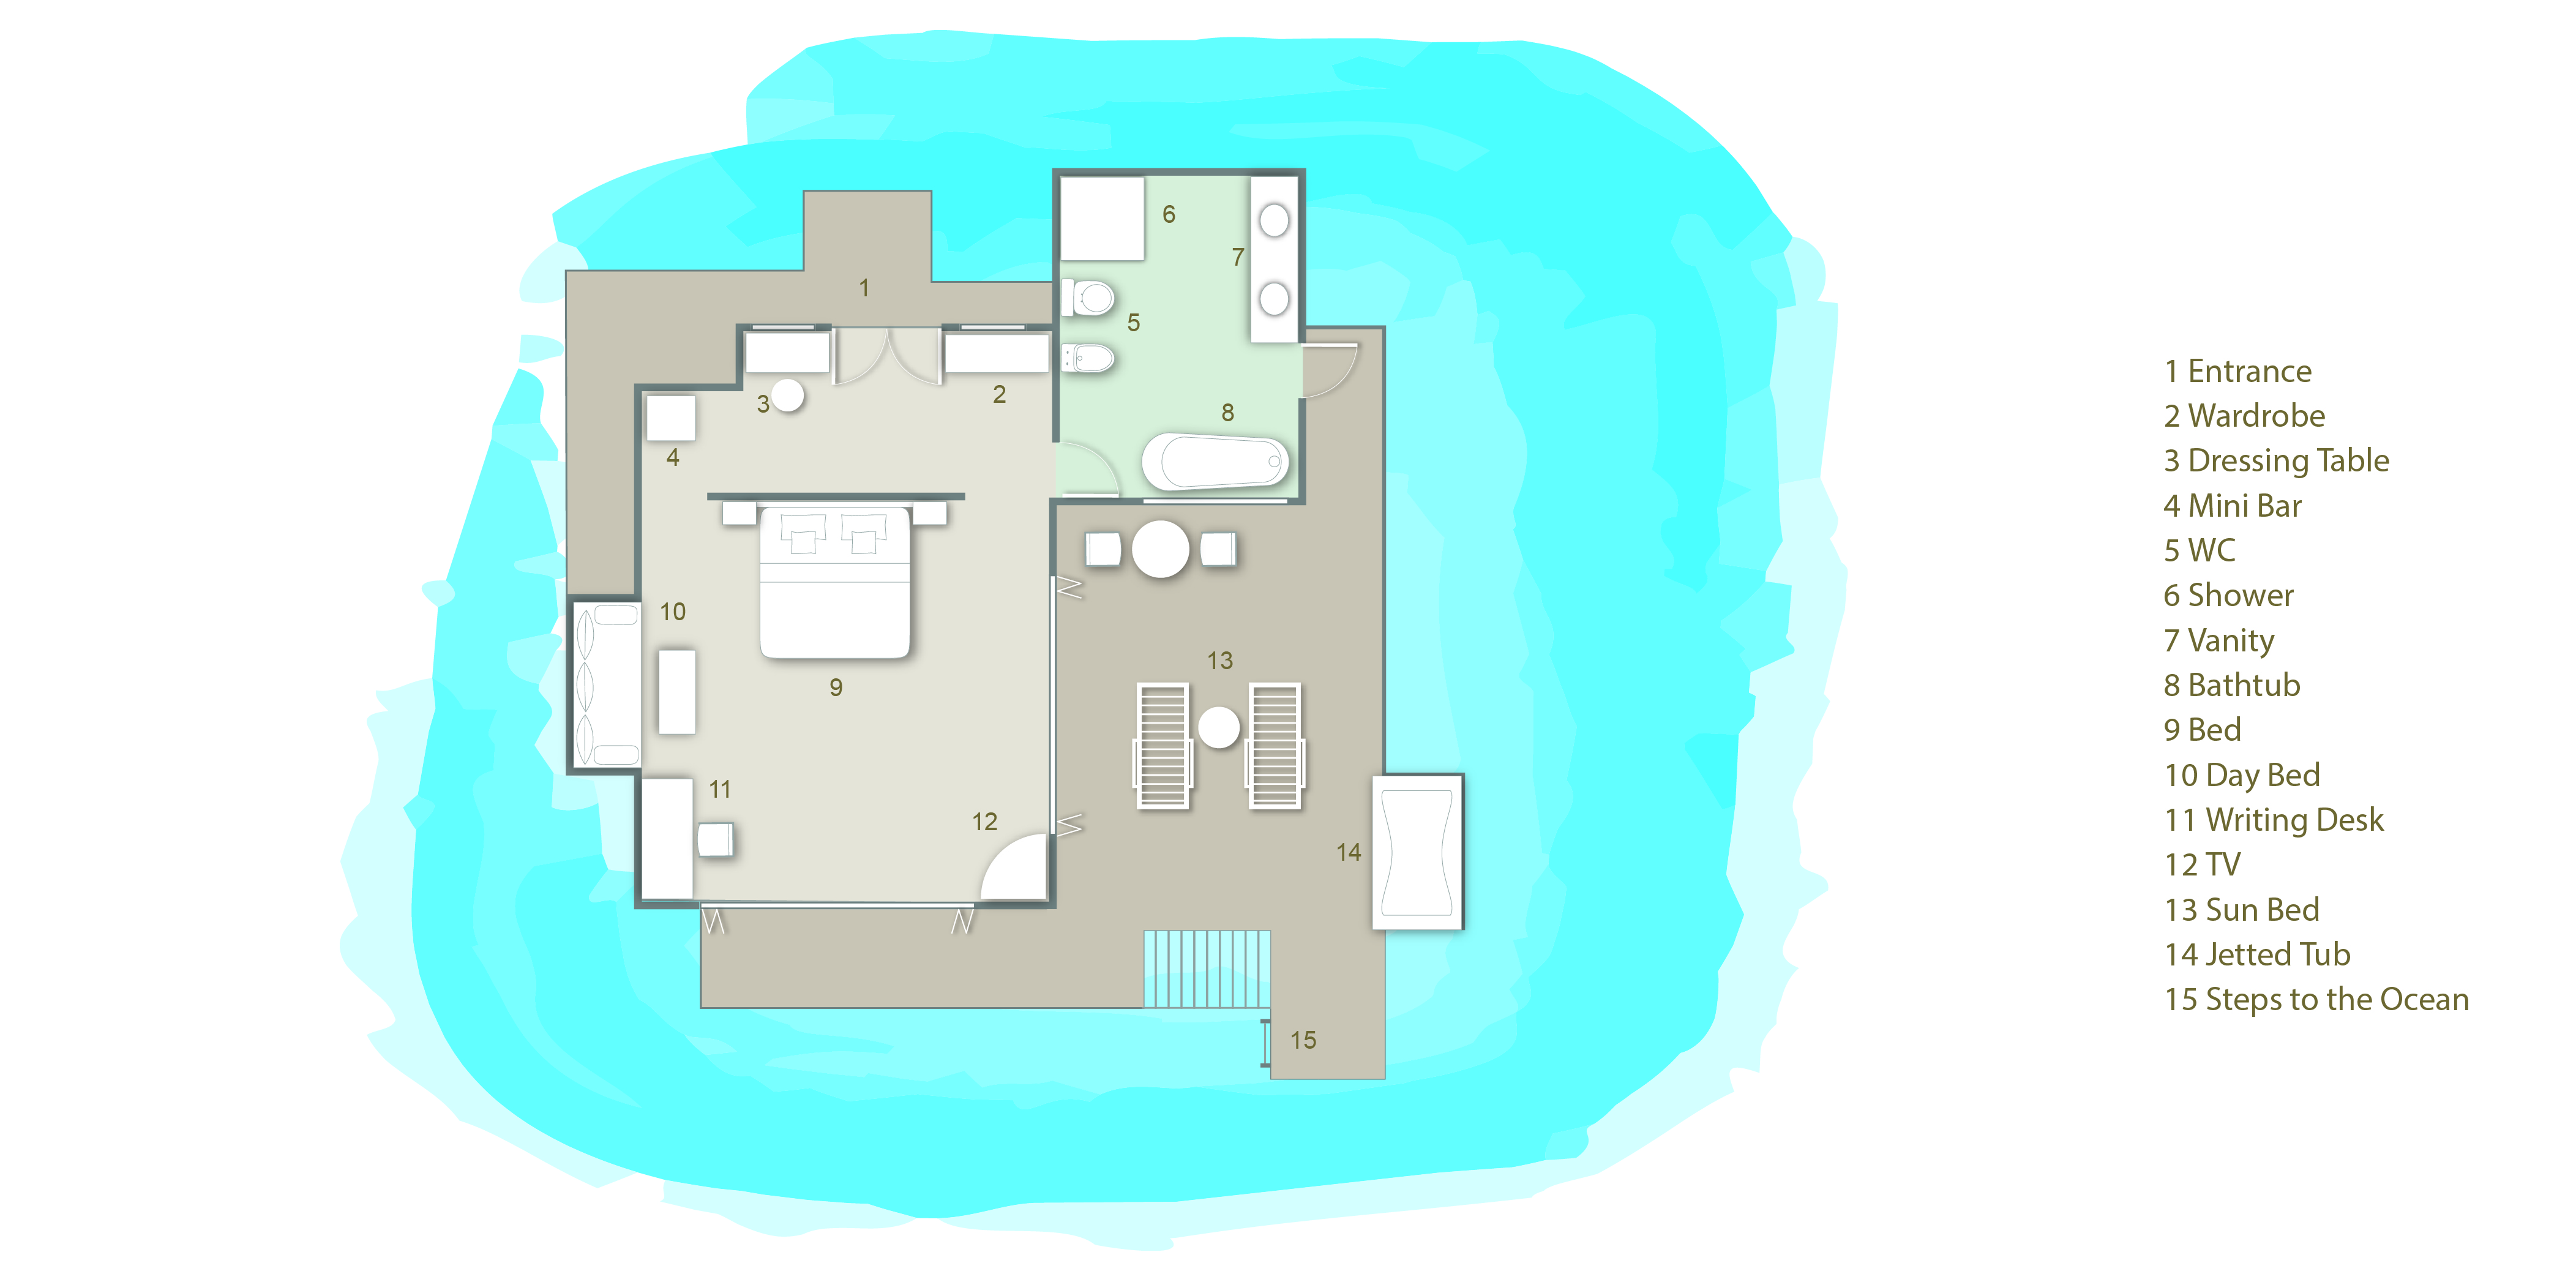 6
7
1
5
2
3
8
4
10
13
9
11
12
14
15
1 Entrance
2 Wardrobe
3 Dressing Table
4 Mini Bar
5 WC
6 Shower
7 Vanity
8 Bathtub
9 Bed
10 Day Bed
11 Writing Desk
12 TV
13 Sun Bed
14 Jetted Tub
15 Steps to the Ocean